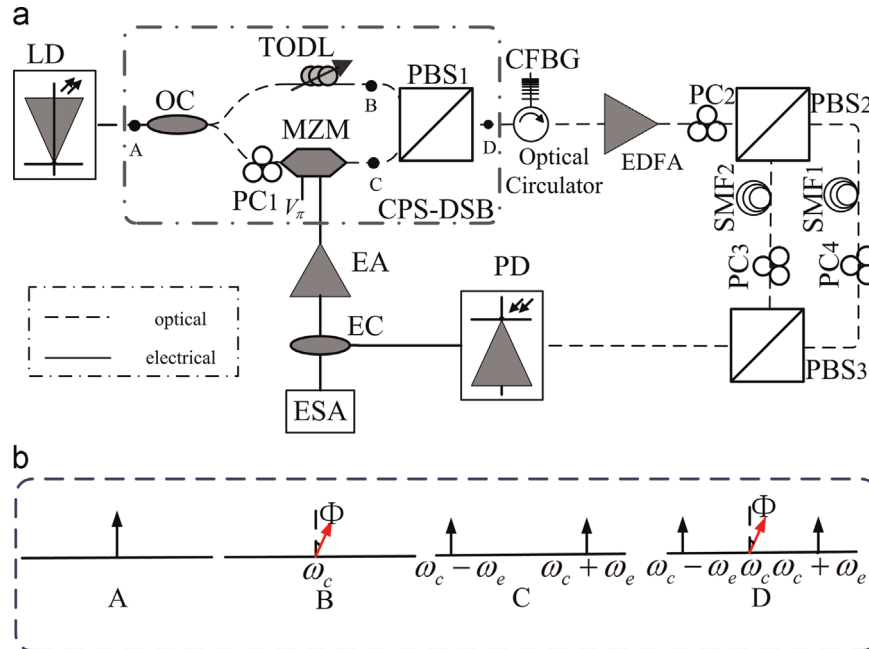 a
LD
TODL
PBS1
CFBG
OC
B
A
MZM
D
PC2
PBS2
PC1
Vπ
C
CPS-DSB
Optical
Circulator
EDFA
SMF2
SMF1
EA
PD
PC3
PC4
optical
electrical
EC
ESA
PBS3
b
Φ
Φ
ωc
ωc − ωe
ωc + ωe
ωc − ωe
ωc
ωc + ωe
A
B
C
D